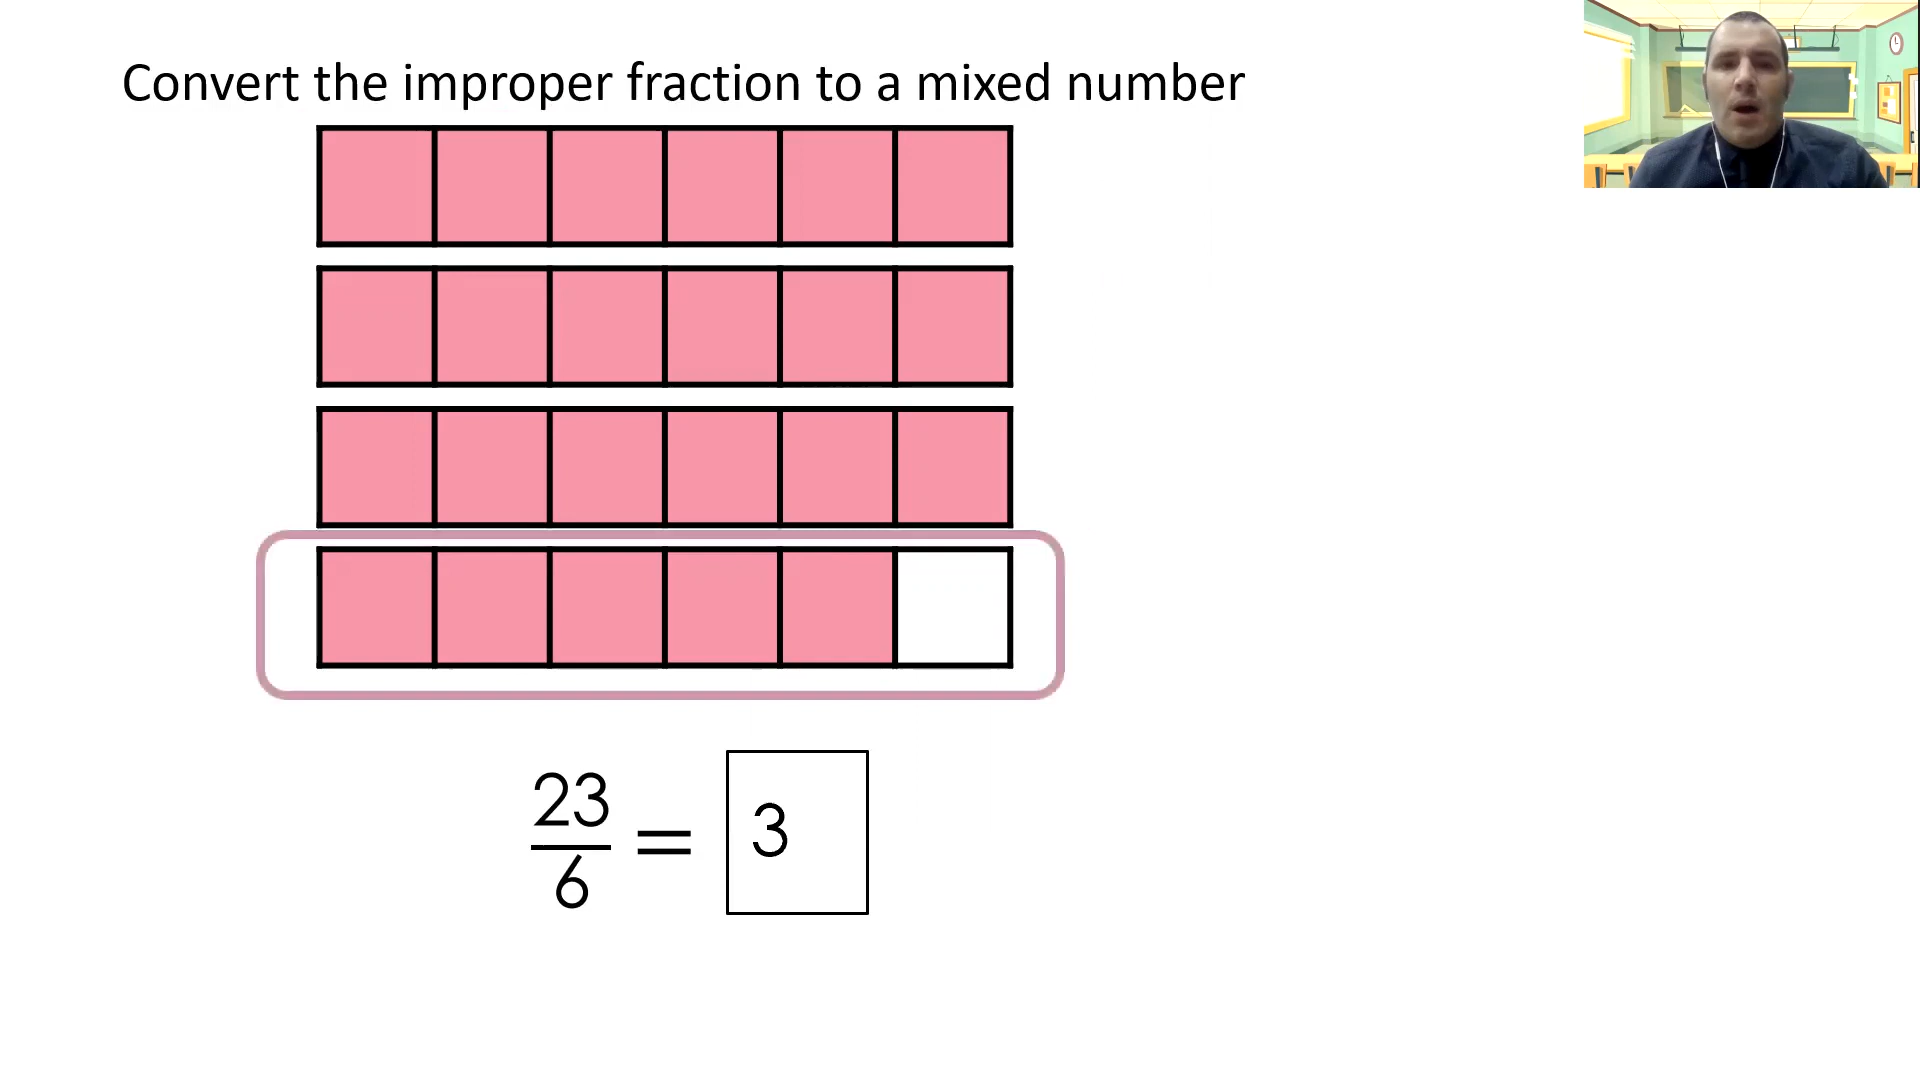 Convert the improper fraction to a mixed number
23
6
=
3